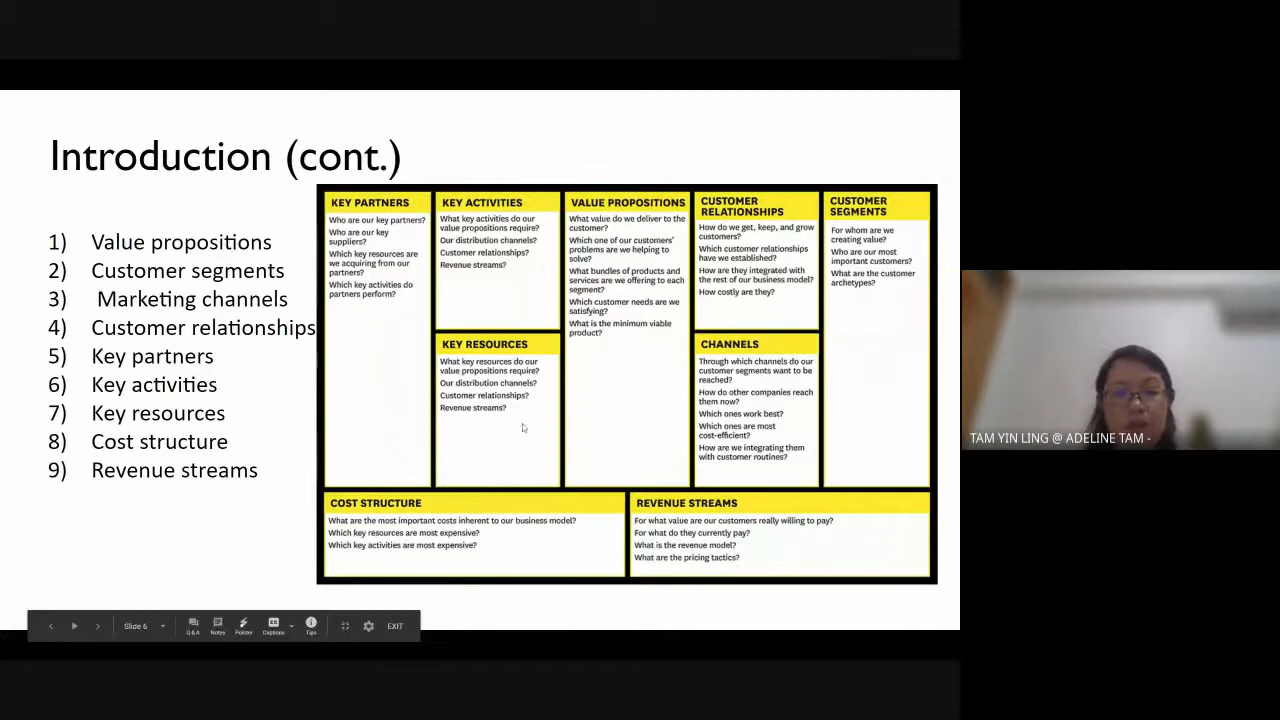 Introduction (cont.)
1) Value propositions
2) Customer segments
3) Marketing channels
4) Customer relationships
5) Key partners
6) Key activities
7) Key resources
8) Cost structure
9) Revenue streams
KEY PARTNERS
Who are our key partners?
Who are our key
suppliers?
Which key resources are
we acquiring from our
partners?
Which key activities do
partners perform?
KEY ACTIVITIES
What key activities do our
value propositions require?
Our distribution channels?
Customer relationships?
Revenue streams?
KEY RESOURCES
What key resources do our
value propositions require?
Our distribution channels?
Customer relationships?
Revenue streams?
VALUE PROPOSITIONS
What value do we deliver to the
customer?
Which one of our customers'
problems are we helping to
solve?
What bundles of products and
services are we offering to each
segment?
Which customer needs are we
satisfying?
What is the minimum viable
product?
CUSTOMER
RELATIONSHIPS
How do we get, keep, and grow
customers?
Which customer relationships
have we established?
How are they integrated with
the rest of our business model?
How costly are they?
CHANNELS
Through which channels do our
customer segments want to be
reached?
How do other companies reach
them now?
Which ones work best?
Which ones are most
cost-efficient?
How are we integrating them
with customer routines?
CUSTOMER
SEGMENTS
For whom are we
creating value?
Who are our most
important customers?
What are the customer
archetypes?
COST STRUCTURE
What are the most important costs inherent to our business model?
Which key resources are most expensive?
Which key activities are most expensive?
REVENUE STREAMS
For what value are our customers really willing to pay?
For what do they currently pay?
What is the revenue model?
What are the pricing tactics?
Slide 6
Q&A Notes Pointer Captions Tips
EXIT
TAM YIN LING @ ADELINE TAM -